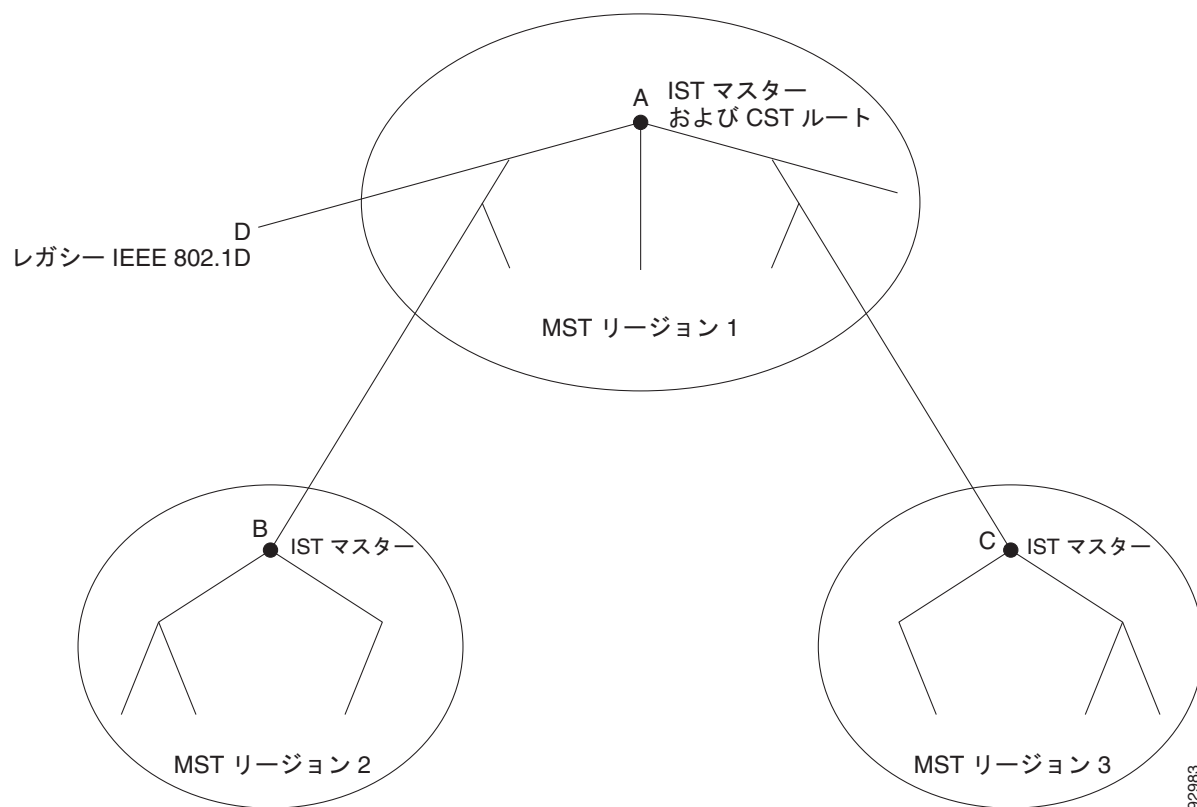 A
IST マスター
および CST ルート
D
レガシー IEEE 802.1D
MST リージョン 1
B
IST マスター
C
IST マスター
MST リージョン 2
MST リージョン 3
92983